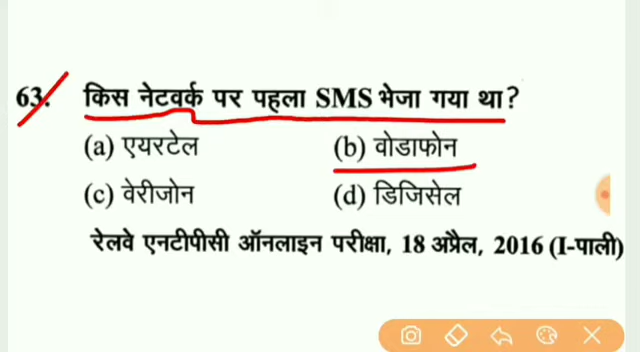 63. किस नेटवर्क पर पहला SMS भेजा गया था?
(a) एयरटेल (b) वोडाफोन
(c) वेरीजोन (d) डिजिसेल
रेलवे एनटीपीसी ऑनलाइन परीक्षा, 18 अप्रैल, 2016 (I-पाली)